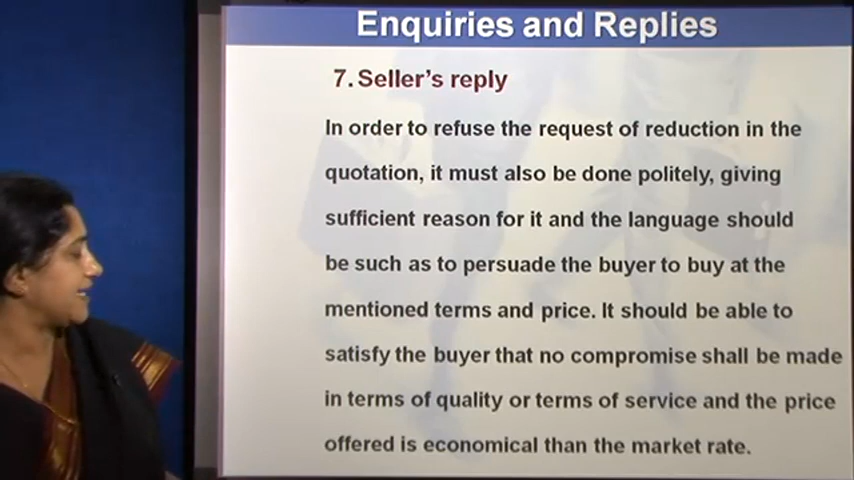 Enquiries and Replies
7. Seller's reply
In order to refuse the request of reduction in the
quotation, it must also be done politely, giving
sufficient reason for it and the language should
be such as to persuade the buyer to buy at the
mentioned terms and price. It should be able to
satisfy the buyer that no compromise shall be made
in terms of quality or terms of service and the price
offered is economical than the market rate.